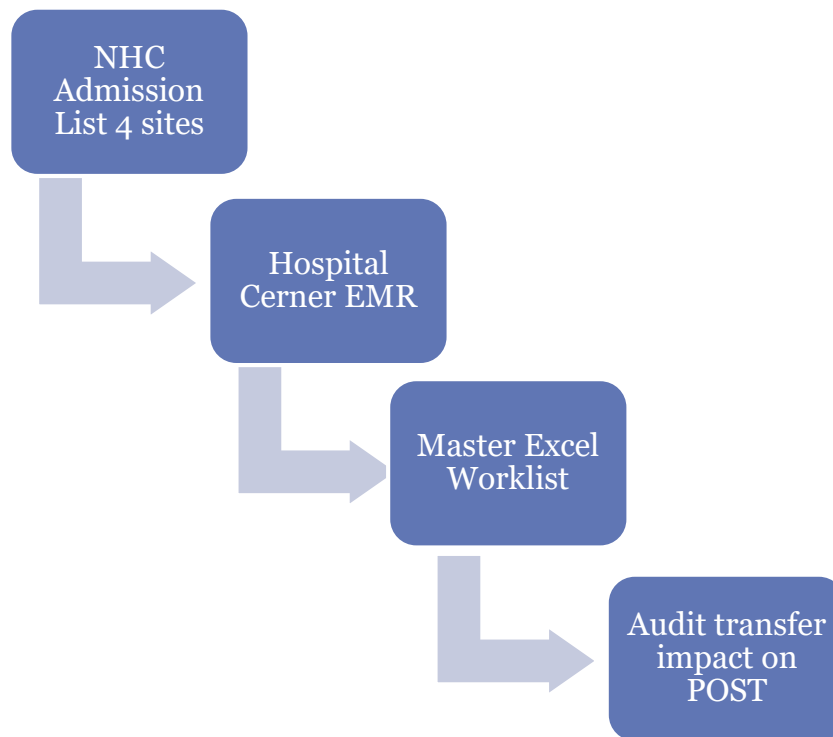 NHC
Admission
List 4 sites
Hospital
Cerner EMR
Master Excel
Worklist
Audit transfer
impact on
POST